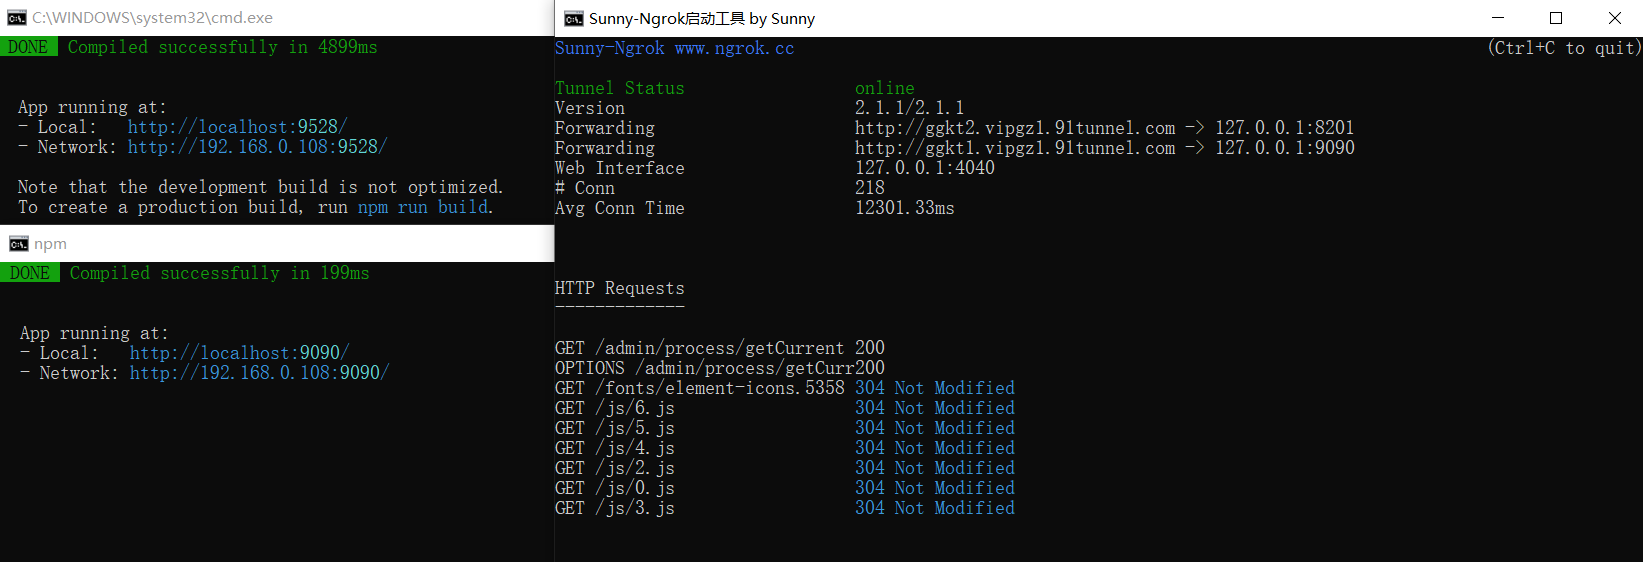 C:\WINDOWS\system32\cmd.exe
DONE Compiled successfully in 4899ms
App running at:
- Local: http://localhost:9528/
- Network: http://192.168.0.108:9528/
Note that the development build is not optimized.
To create a production build, run npm run build.
npm
DONE Compiled successfully in 199ms
App running at:
- Local: http://localhost:9090/
- Network: http://192.168.0.108:9090/
Sunny-Ngrok启动工具 by Sunny
Sunny-Ngrok www.ngrok.cc (Ctrl+C to quit)
Tunnel Status online
Version 2.1.1/2.1.1
Forwarding http://ggkt2.vipgz1.91tunnel.com -> 127.0.0.1:8201
Forwarding http://ggkt1.vipgz1.91tunnel.com -> 127.0.0.1:9090
Web Interface 127.0.0.1:4040
# Conn 218
Avg Conn Time 12301.33ms
HTTP Requests
-------------
GET /admin/process/getCurrent 200
OPTIONS /admin/process/getCurr200
GET /fonts/element-icons.5358 304 Not Modified
GET /js/6.js 304 Not Modified
GET /js/5.js 304 Not Modified
GET /js/4.js 304 Not Modified
GET /js/2.js 304 Not Modified
GET /js/0.js 304 Not Modified
GET /js/3.js 304 Not Modified